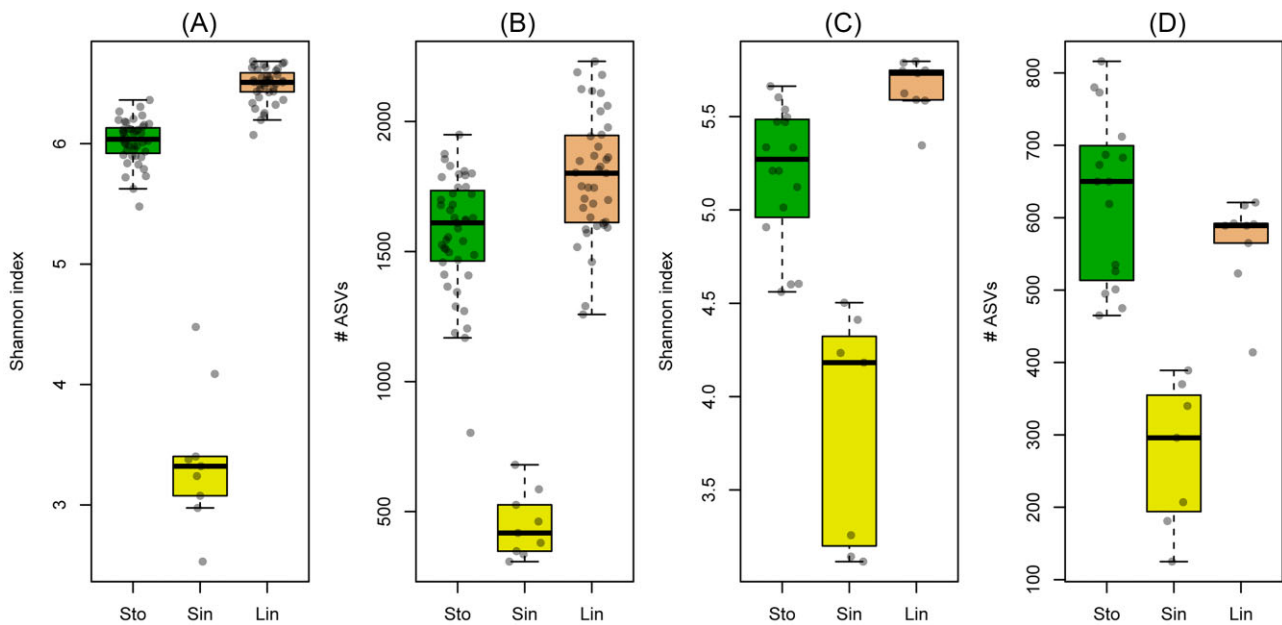 (A)
Shannon index
6
5
4
3
Sto Sin Lin
(B)
# ASVs
2000
1500
1000
500
Sto Sin Lin
(C)
Shannon index
5.5
5.0
4.5
4.0
3.5
Sto Sin Lin
(D)
# ASVs
800
700
600
500
400
300
200
100
Sto Sin Lin